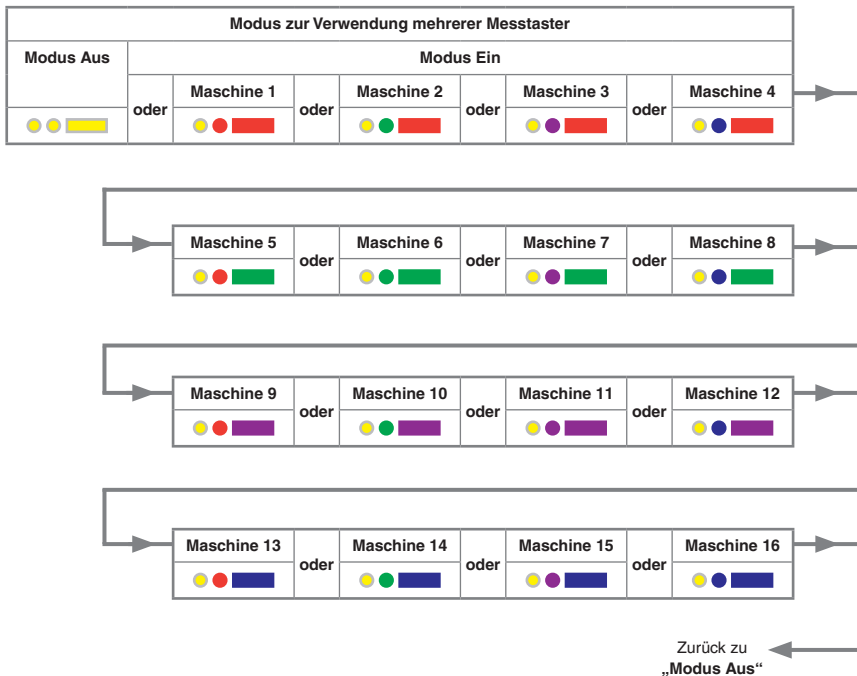 Modus zur Verwendung mehrerer Messtaster
Modus Aus
Modus Ein
oder
Maschine 1
oder
Maschine 2
oder
Maschine 3
oder
Maschine 4
Maschine 5
oder
Maschine 6
oder
Maschine 7
oder
Maschine 8
Maschine 9
oder
Maschine 10
oder
Maschine 11
oder
Maschine 12
Maschine 13
oder
Maschine 14
oder
Maschine 15
oder
Maschine 16
Zurück zu
„Modus Aus“